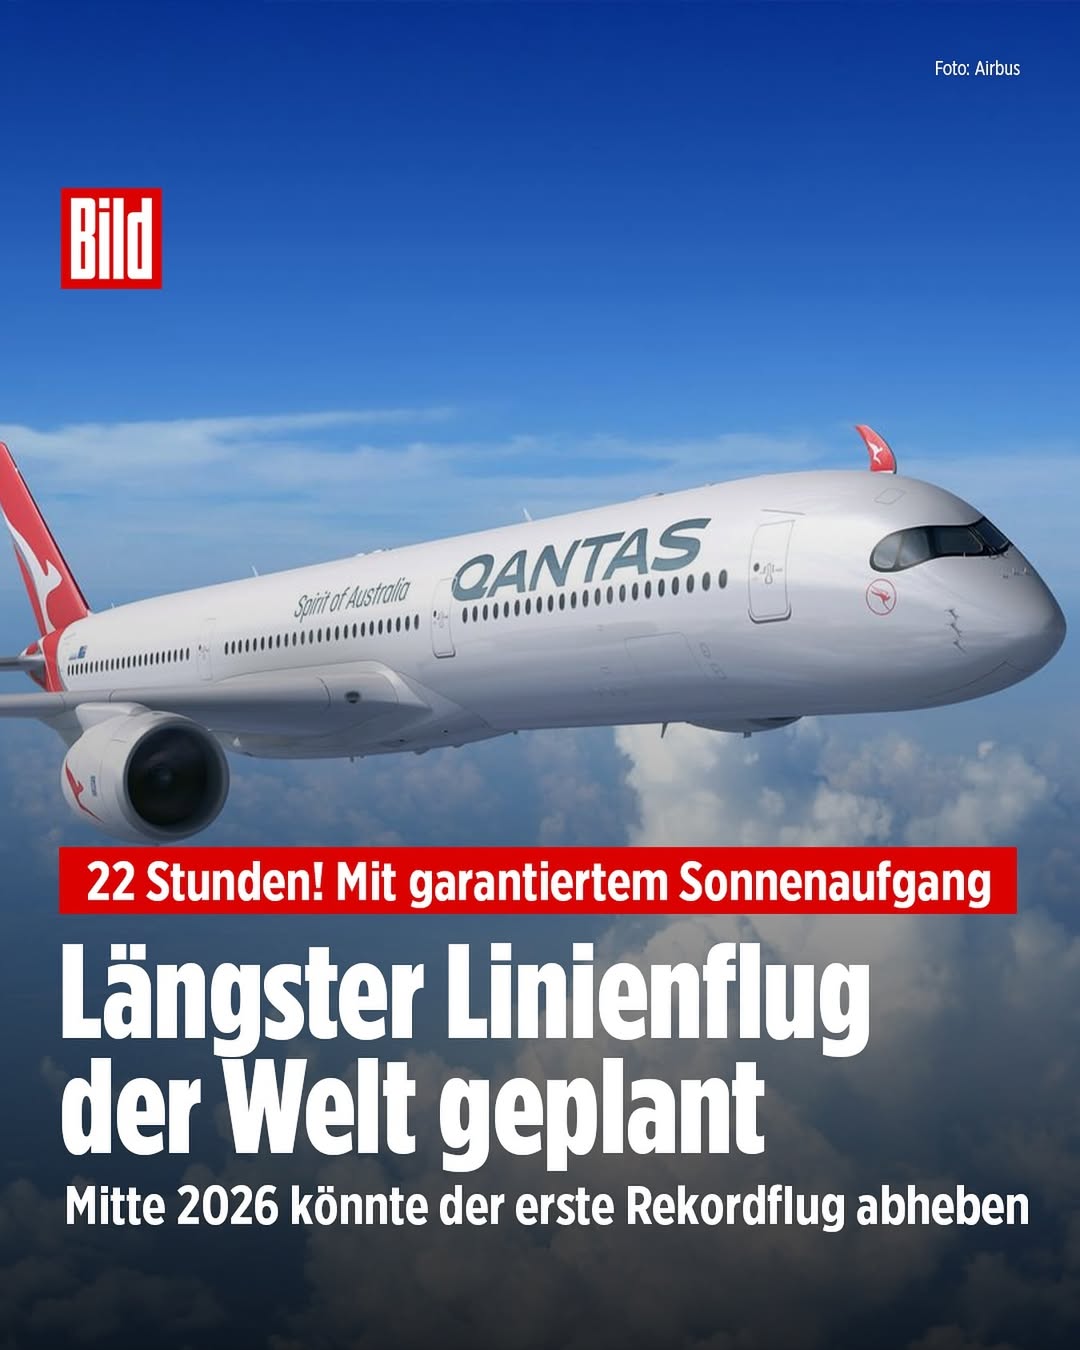 Foto: Airbus
Bild
QANTAS
Spirit of Australia
22 Stunden! Mit garantiertem Sonnenaufgang
Längster Linienflug
der Welt geplant
Mitte 2026 könnte der erste Rekordflug abheben